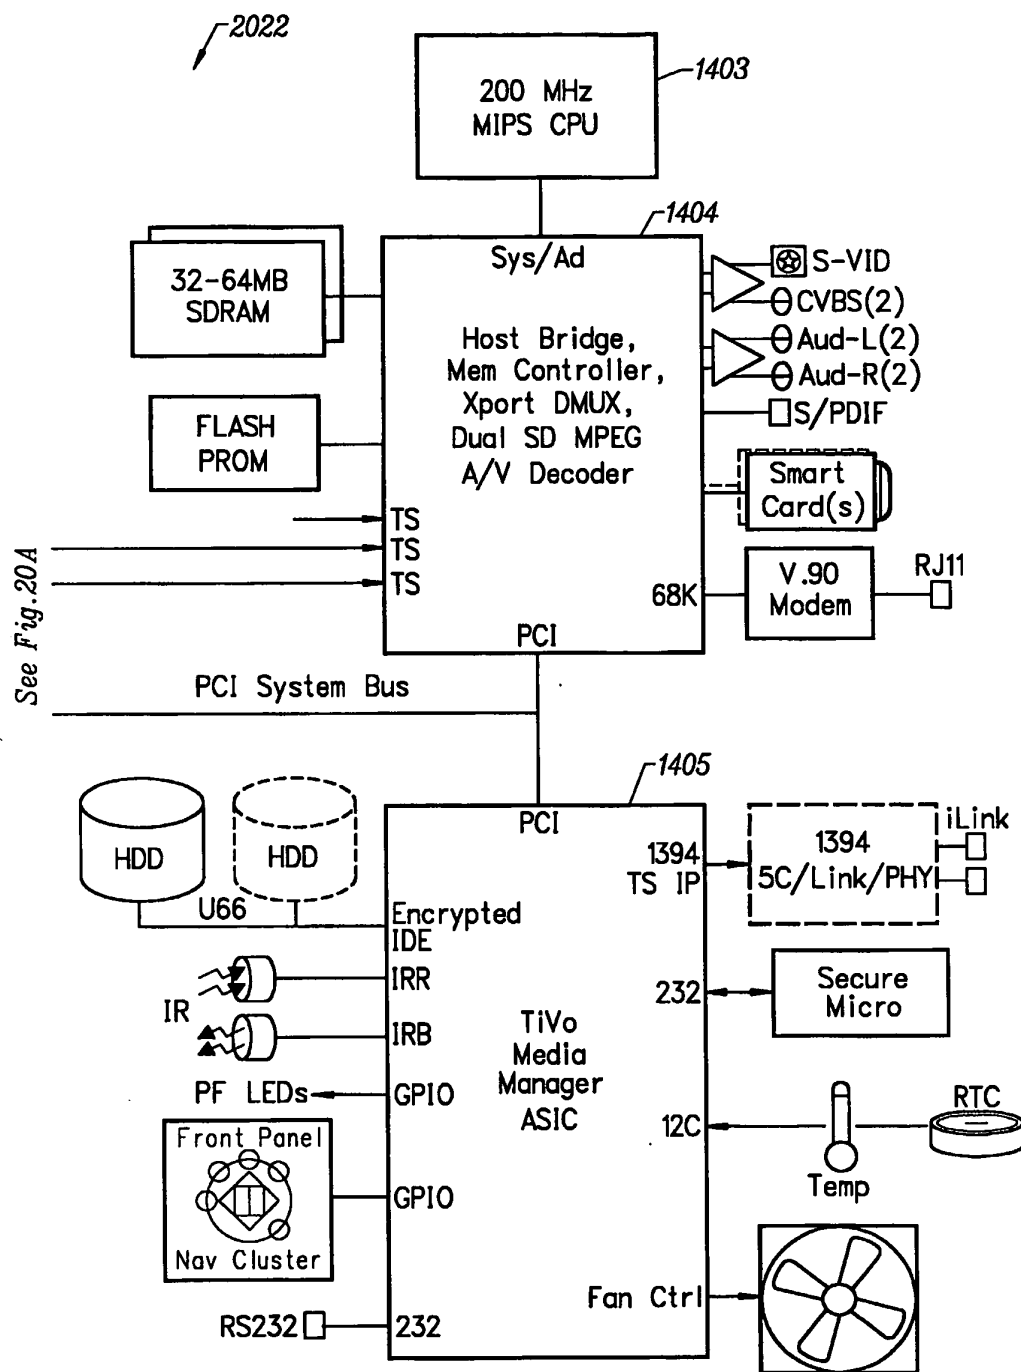 2022
200 MHz
MIPS CPU
1403
1404
32-64MB
SDRAM
FLASH
PROM
Sys/Ad
Host Bridge,
Mem Controller,
Xport DMUX,
Dual SD MPEG
A/V Decoder
S-VID
CVBS(2)
Aud-L(2)
Aud-R(2)
S/PDIF
Smart
Card(s)
TS
TS
TS
68K
V.90
Modem
RJ11
PCI
See Fig.20A
PCI System Bus
1405
HDD
HDD
U66
PCI
1394
TS IP
1394
5C/Link/PHY
iLink
Encrypted
IDE
IR
IRR
IRB
232
Secure
Micro
TiVo
Media
Manager
ASIC
PF LEDs
GPIO
12C
Temp
RTC
Front Panel
Nav Cluster
GPIO
Fan Ctrl
RS232
232